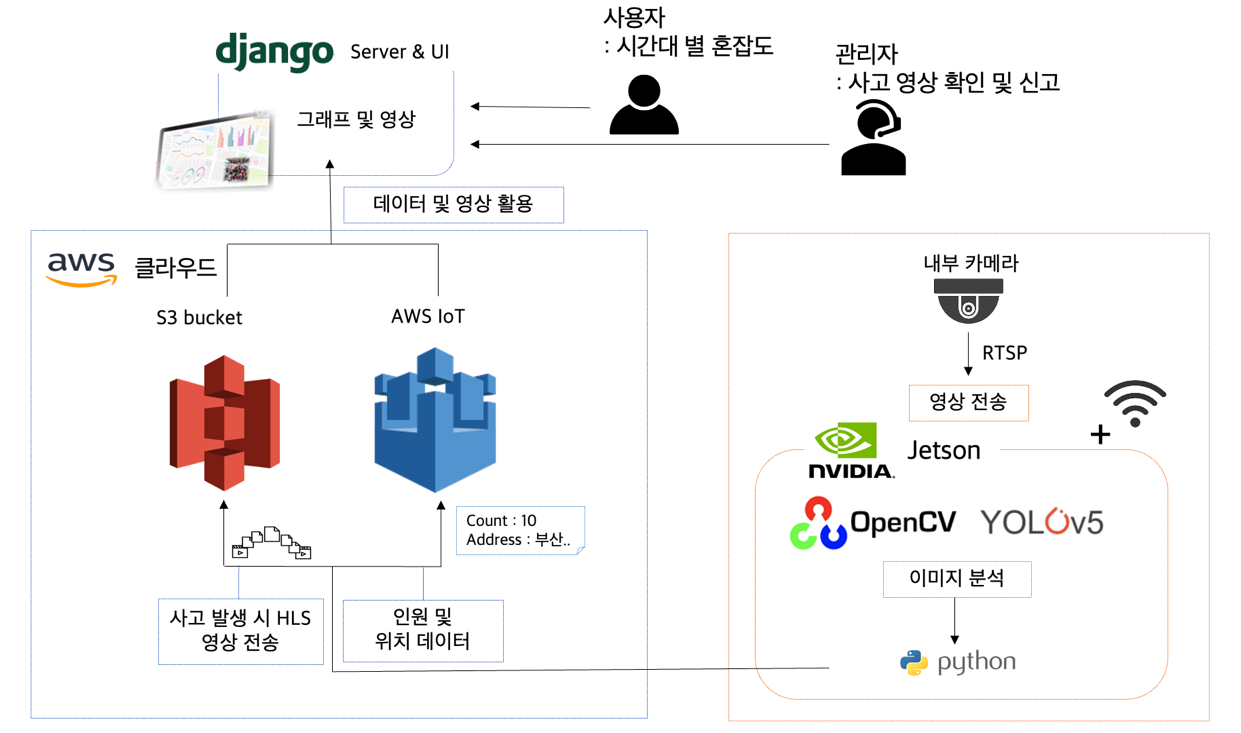 django Server & UI
그래프 및 영상
사용자
: 시간대 별 혼잡도
관리자
: 사고 영상 확인 및 신고
데이터 및 영상 활용
aws 클라우드
S3 bucket
AWS IoT
Count : 10
Address : 부산..
사고 발생 시 HLS
영상 전송
인원 및
위치 데이터
내부 카메라
RTSP
영상 전송
+
NVIDIA. Jetson
OpenCV YOLOv5
이미지 분석
python